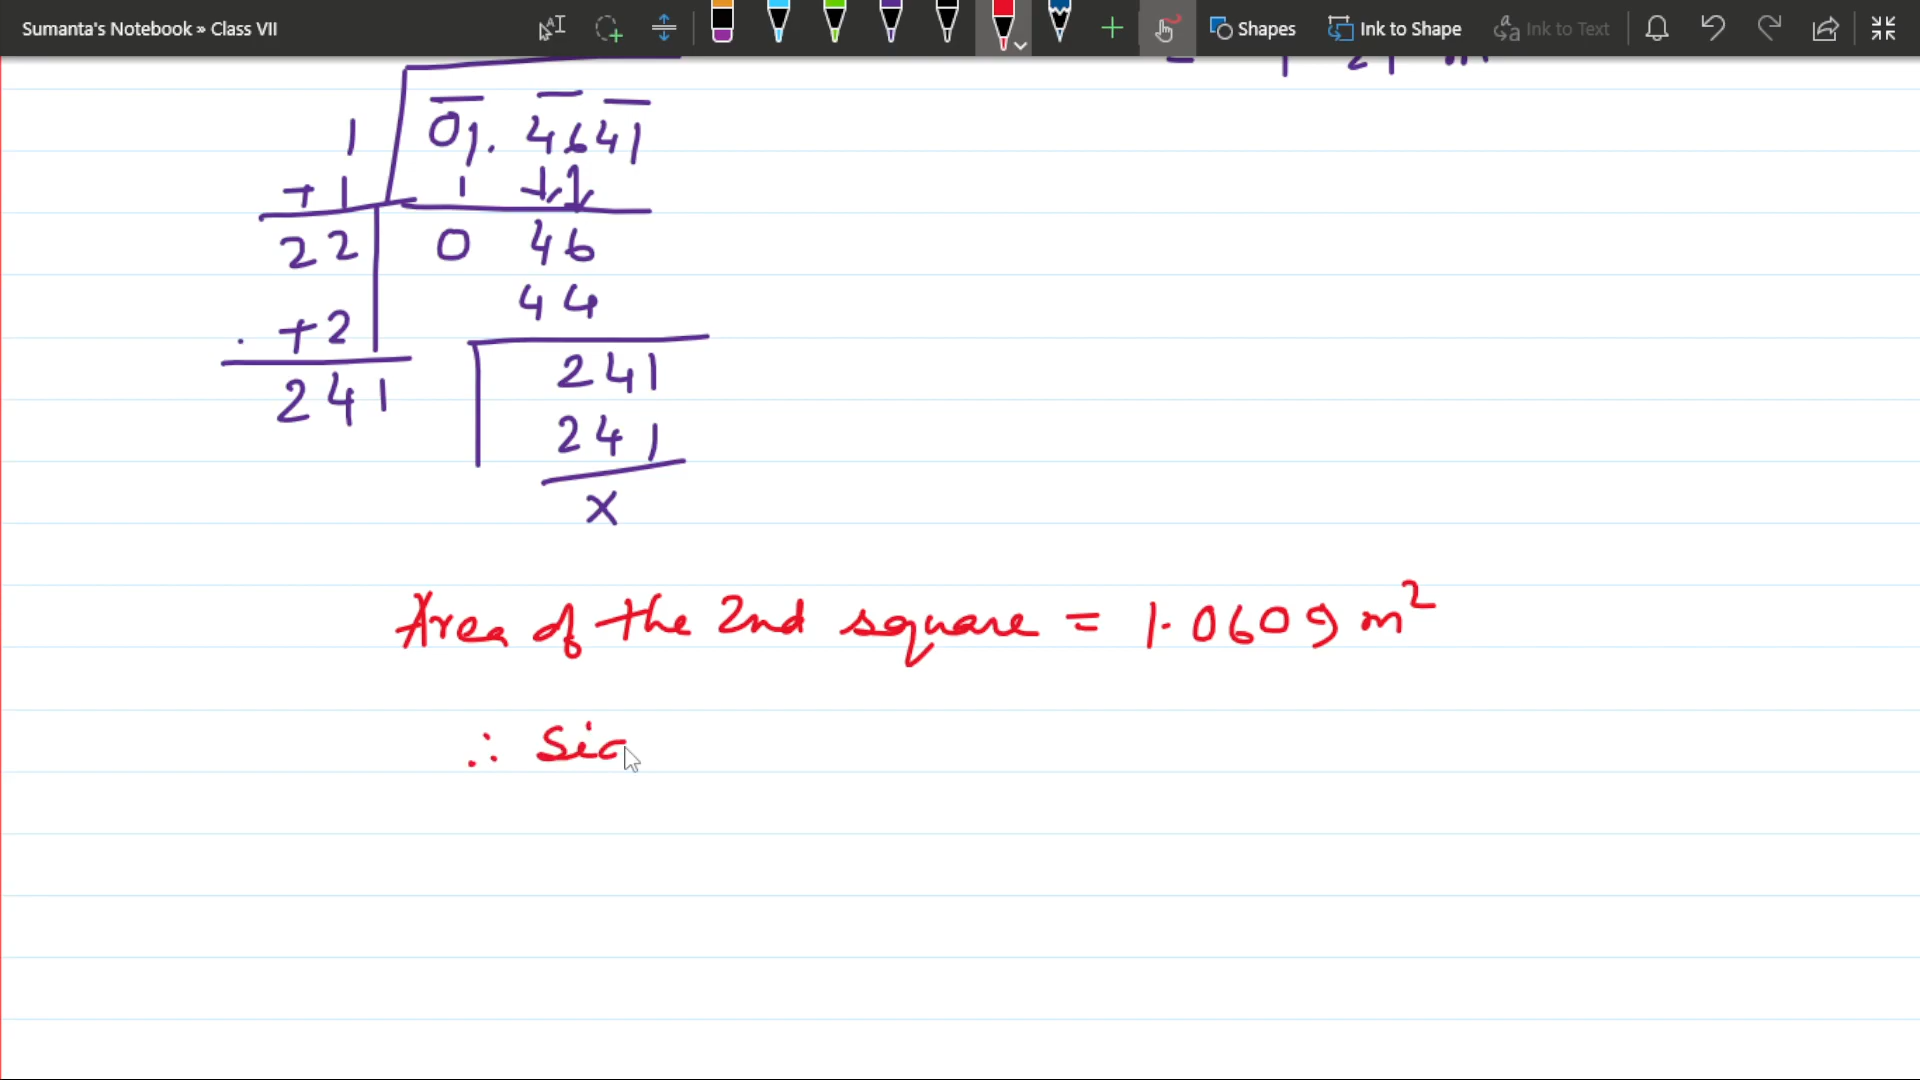 Sumanta's Notebook » Class VII
Shapes
Ink to Shape
Ink to Text
1 01. 4641
+1 1 ↓↓
22 0 46
44
+2
241 241
241
x
Area of the 2nd square = 1.0609 m²
∴ Sid